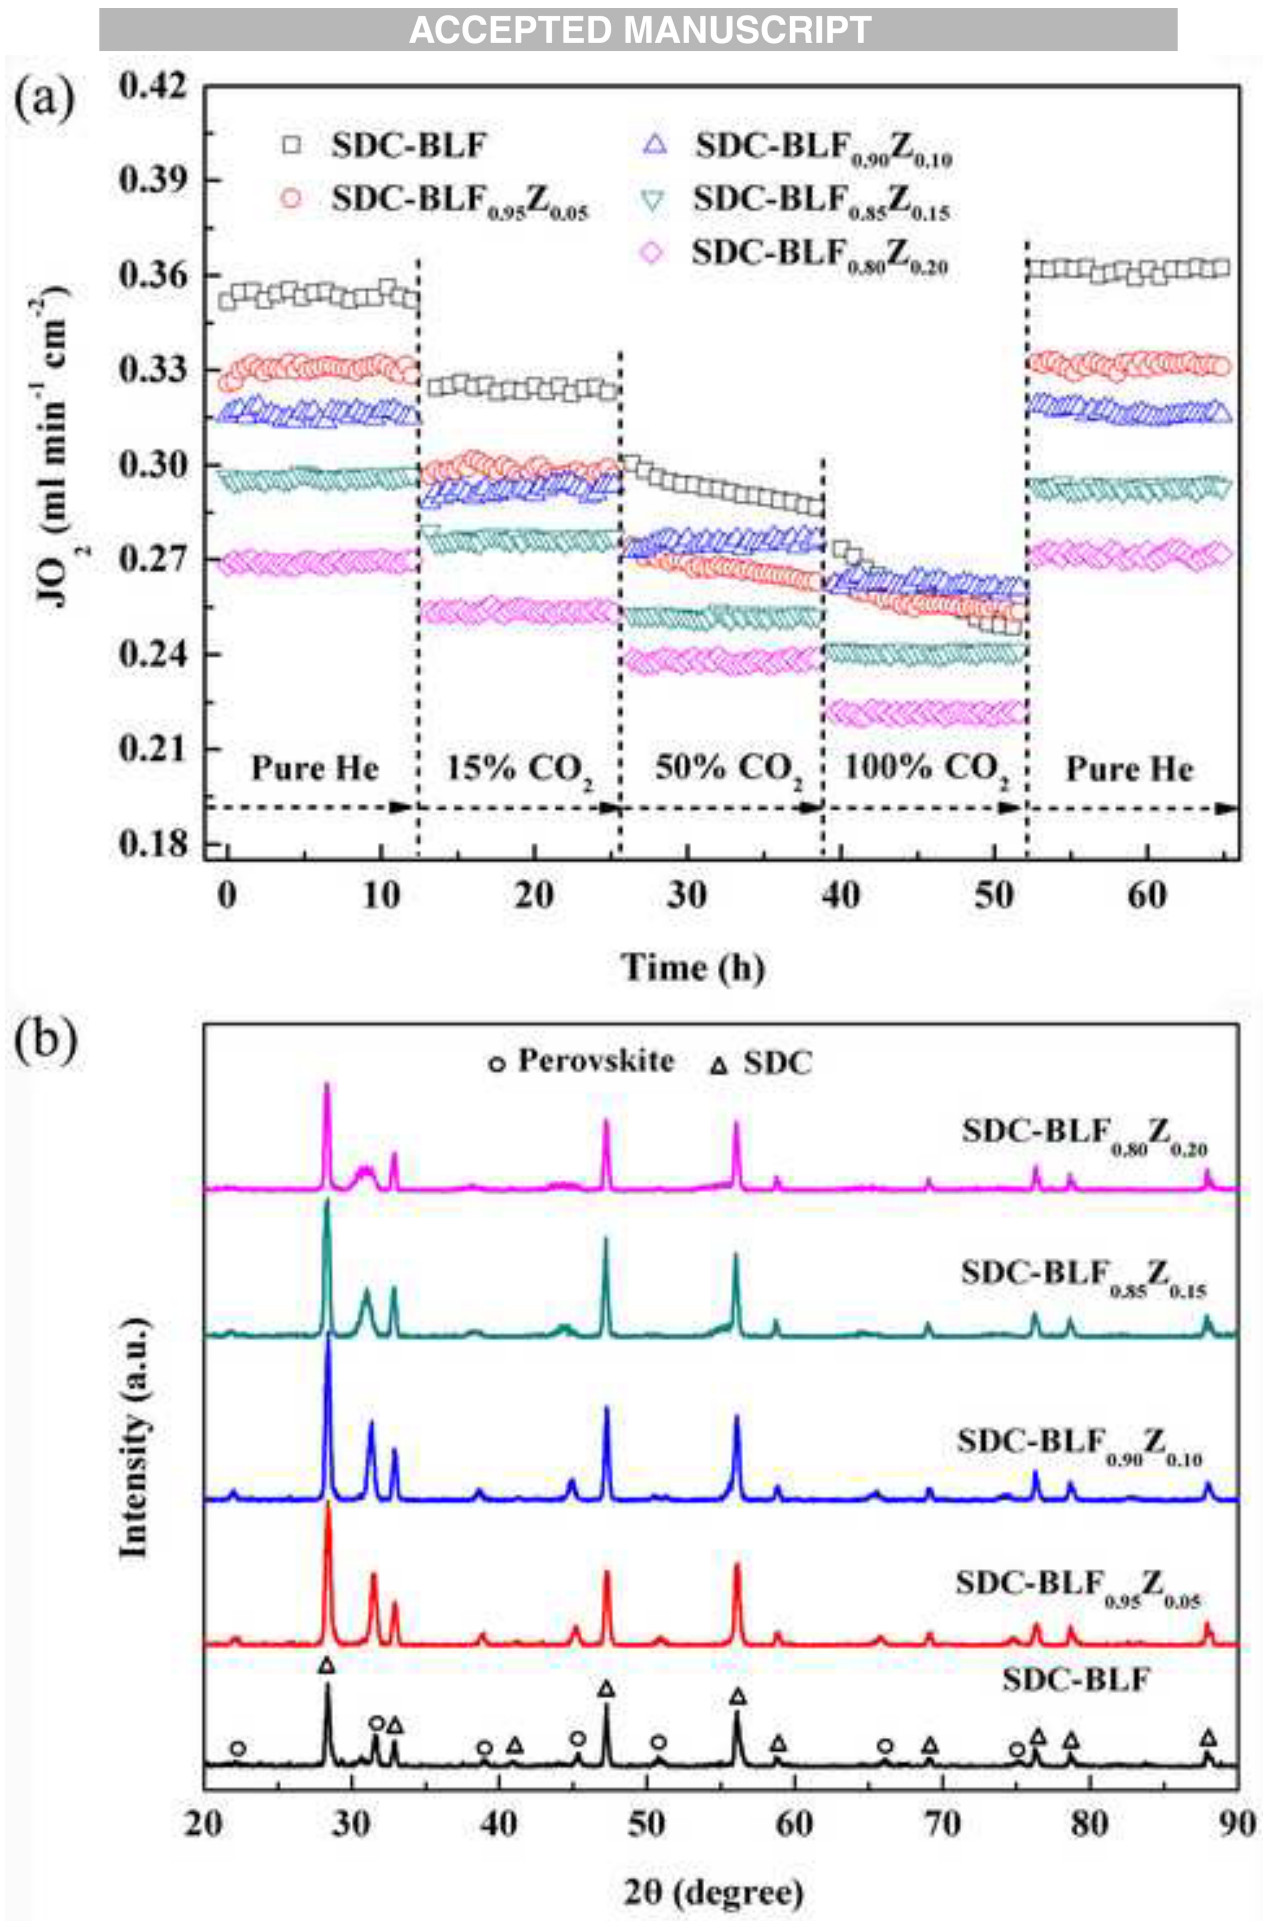 ACCEPTED MANUSCRIPT
(a)
0.42
0.39
0.36
0.33
0.30
0.27
0.24
0.21
0.18
JO2 (ml min-1 cm-2)
SDC-BLF
SDC-BLF0.95Z0.05
SDC-BLF0.90Z0.10
SDC-BLF0.85Z0.15
SDC-BLF0.80Z0.20
Pure He 15% CO2 50% CO2 100% CO2 Pure He
0 10 20 30 40 50 60
Time (h)
(b)
Perovskite SDC
SDC-BLF0.80Z0.20
SDC-BLF0.85Z0.15
SDC-BLF0.90Z0.10
SDC-BLF0.95Z0.05
SDC-BLF
Intensity (a.u.)
20 30 40 50 60 70 80 90
2θ (degree)